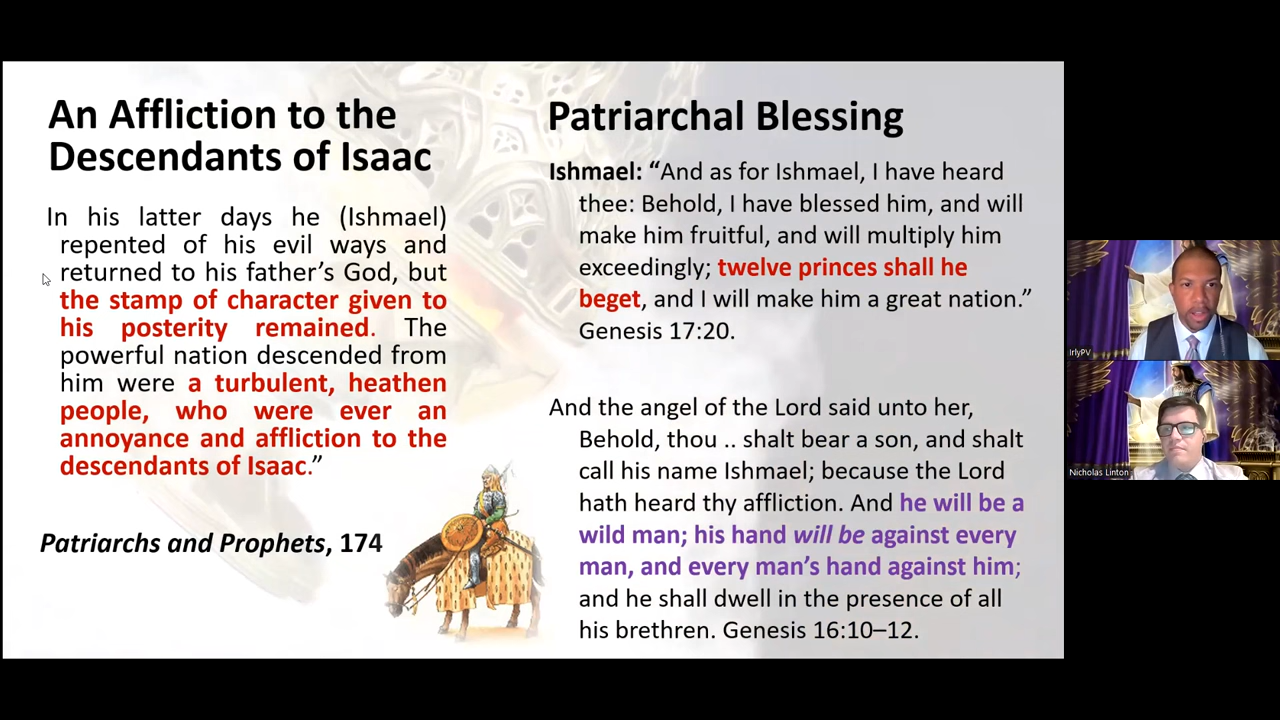 An Affliction to the
Descendants of Isaac
In his latter days he (Ishmael)
repented of his evil ways and
returned to his father’s God, but
the stamp of character given to
his posterity remained. The
powerful nation descended from
him were a turbulent, heathen
people, who were ever an
annoyance and affliction to the
descendants of Isaac.”
Patriarchs and Prophets, 174
Patriarchal Blessing
Ishmael: “And as for Ishmael, I have heard
thee: Behold, I have blessed him, and will
make him fruitful, and will multiply him
exceedingly; twelve princes shall he
beget, and I will make him a great nation.”
Genesis 17:20.
And the angel of the Lord said unto her,
Behold, thou .. shalt bear a son, and shalt
call his name Ishmael; because the Lord
hath heard thy affliction. And he will be a
wild man; his hand will be against every
man, and every man’s hand against him;
and he shall dwell in the presence of all
his brethren. Genesis 16:10–12.
IrlyPV
Nicholas Linton